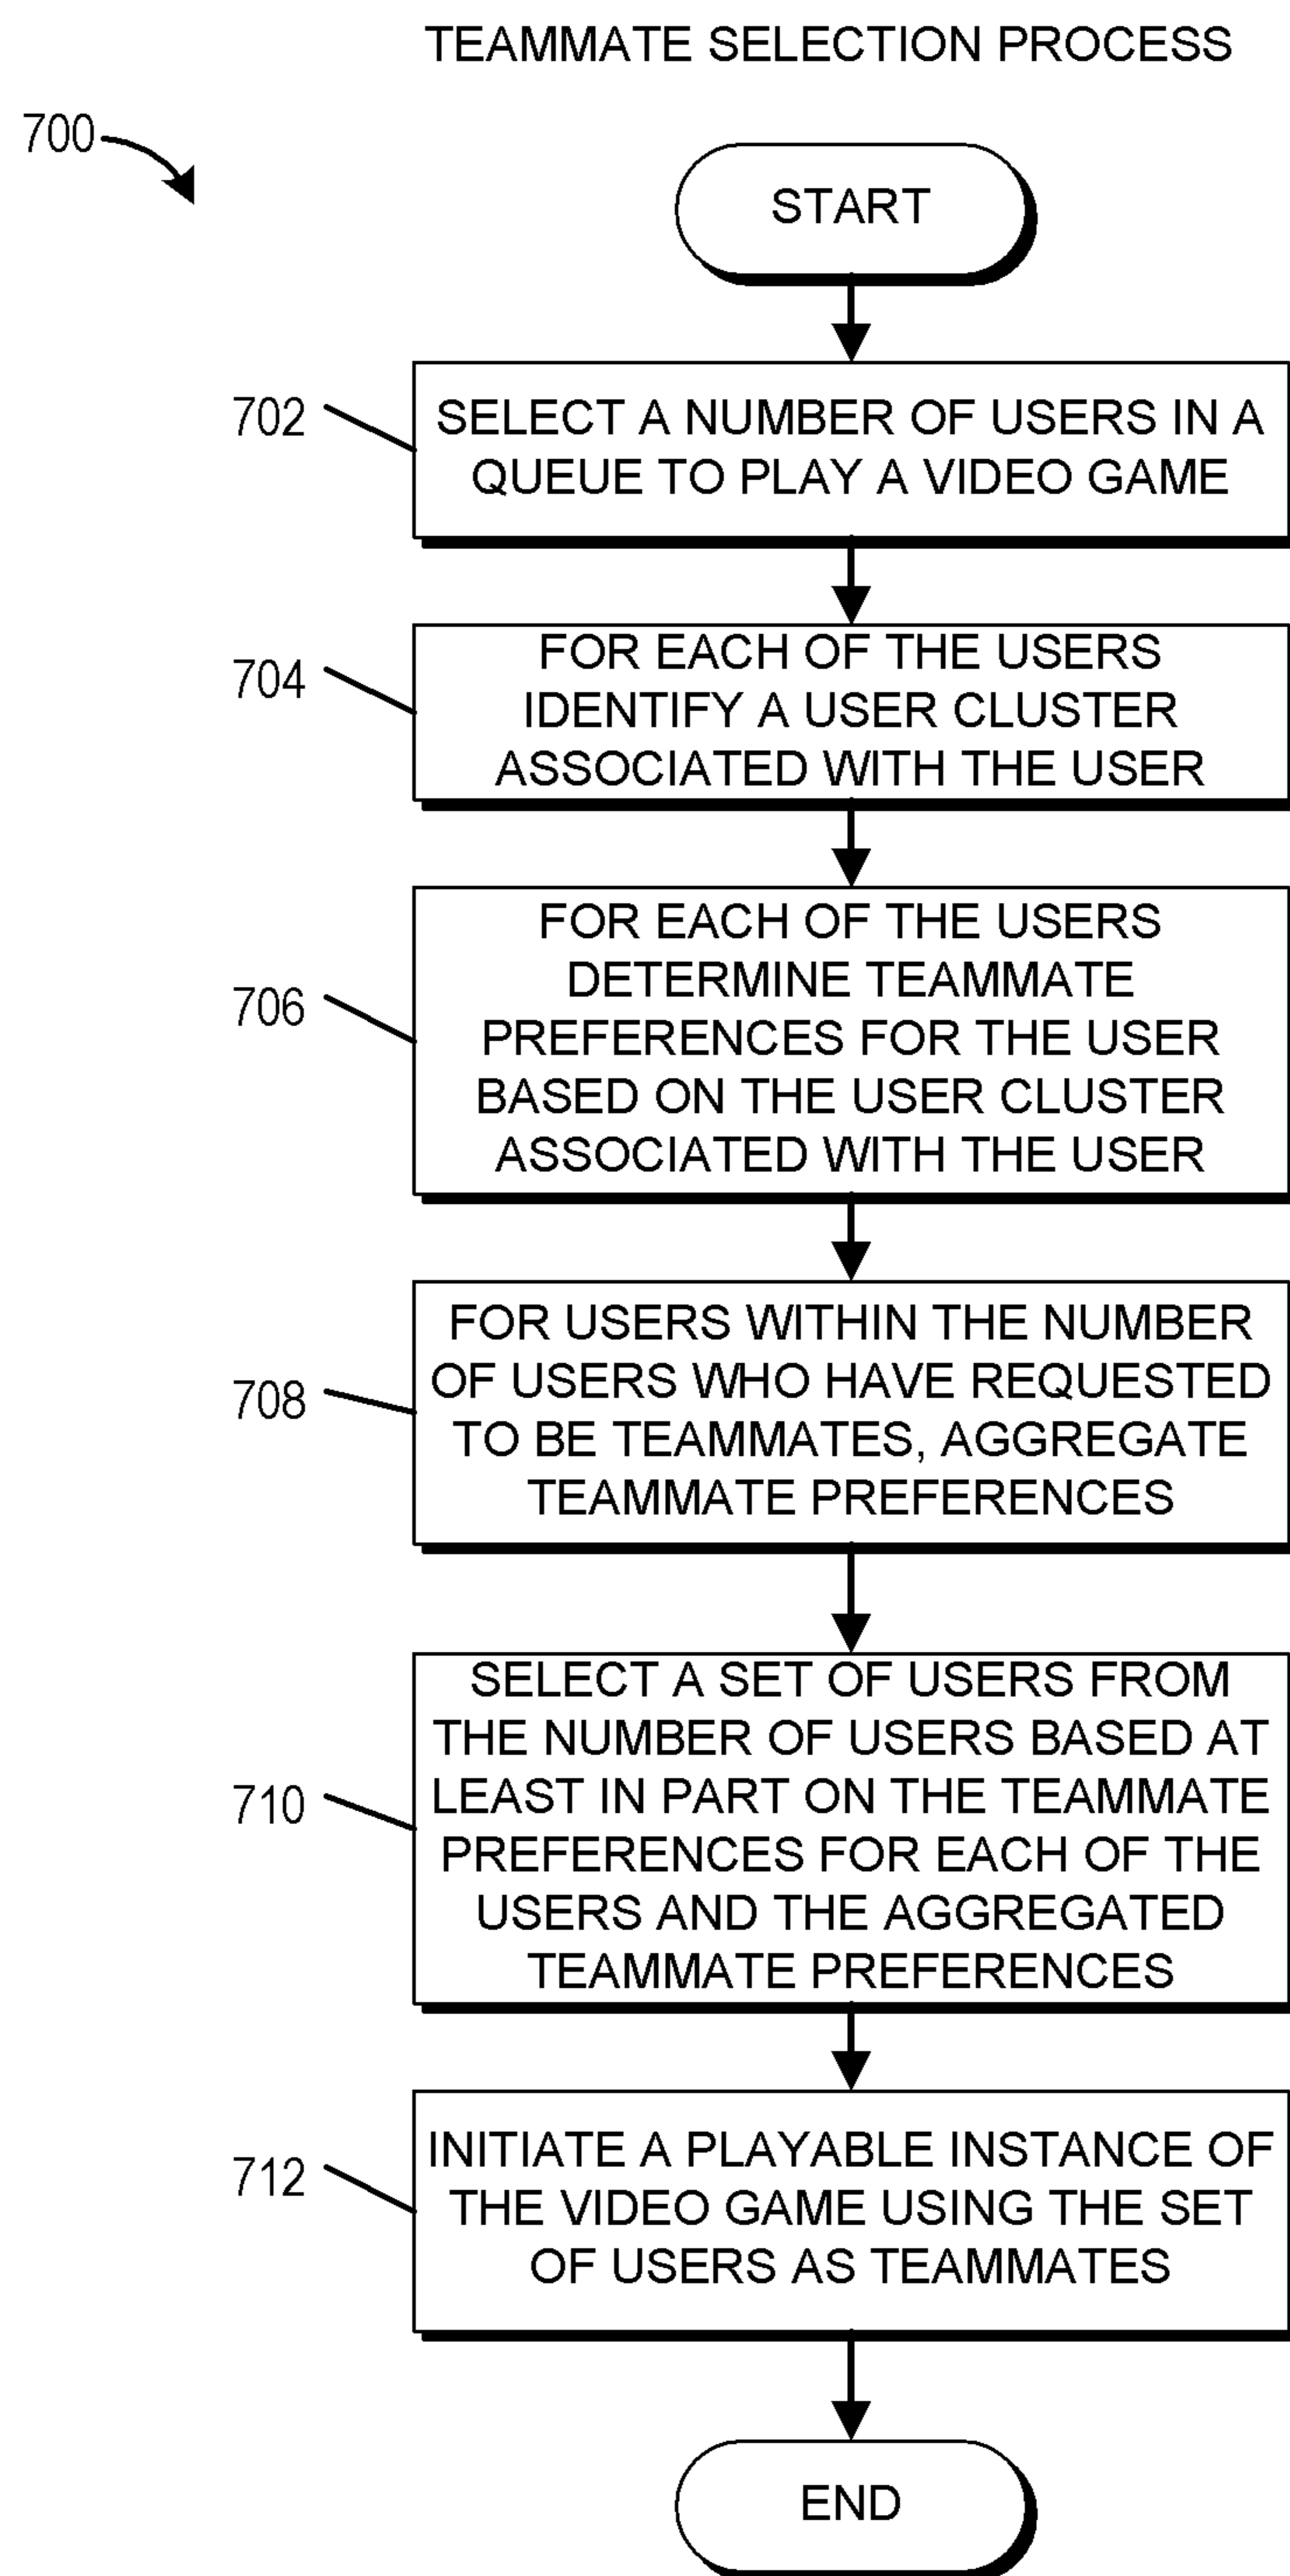 TEAMMATE SELECTION PROCESS
700
START
702
SELECT A NUMBER OF USERS IN A
QUEUE TO PLAY A VIDEO GAME
704
FOR EACH OF THE USERS
IDENTIFY A USER CLUSTER
ASSOCIATED WITH THE USER
706
FOR EACH OF THE USERS
DETERMINE TEAMMATE
PREFERENCES FOR THE USER
BASED ON THE USER CLUSTER
ASSOCIATED WITH THE USER
708
FOR USERS WITHIN THE NUMBER
OF USERS WHO HAVE REQUESTED
TO BE TEAMMATES, AGGREGATE
TEAMMATE PREFERENCES
710
SELECT A SET OF USERS FROM
THE NUMBER OF USERS BASED AT
LEAST IN PART ON THE TEAMMATE
PREFERENCES FOR EACH OF THE
USERS AND THE AGGREGATED
TEAMMATE PREFERENCES
712
INITIATE A PLAYABLE INSTANCE OF
THE VIDEO GAME USING THE SET
OF USERS AS TEAMMATES
END